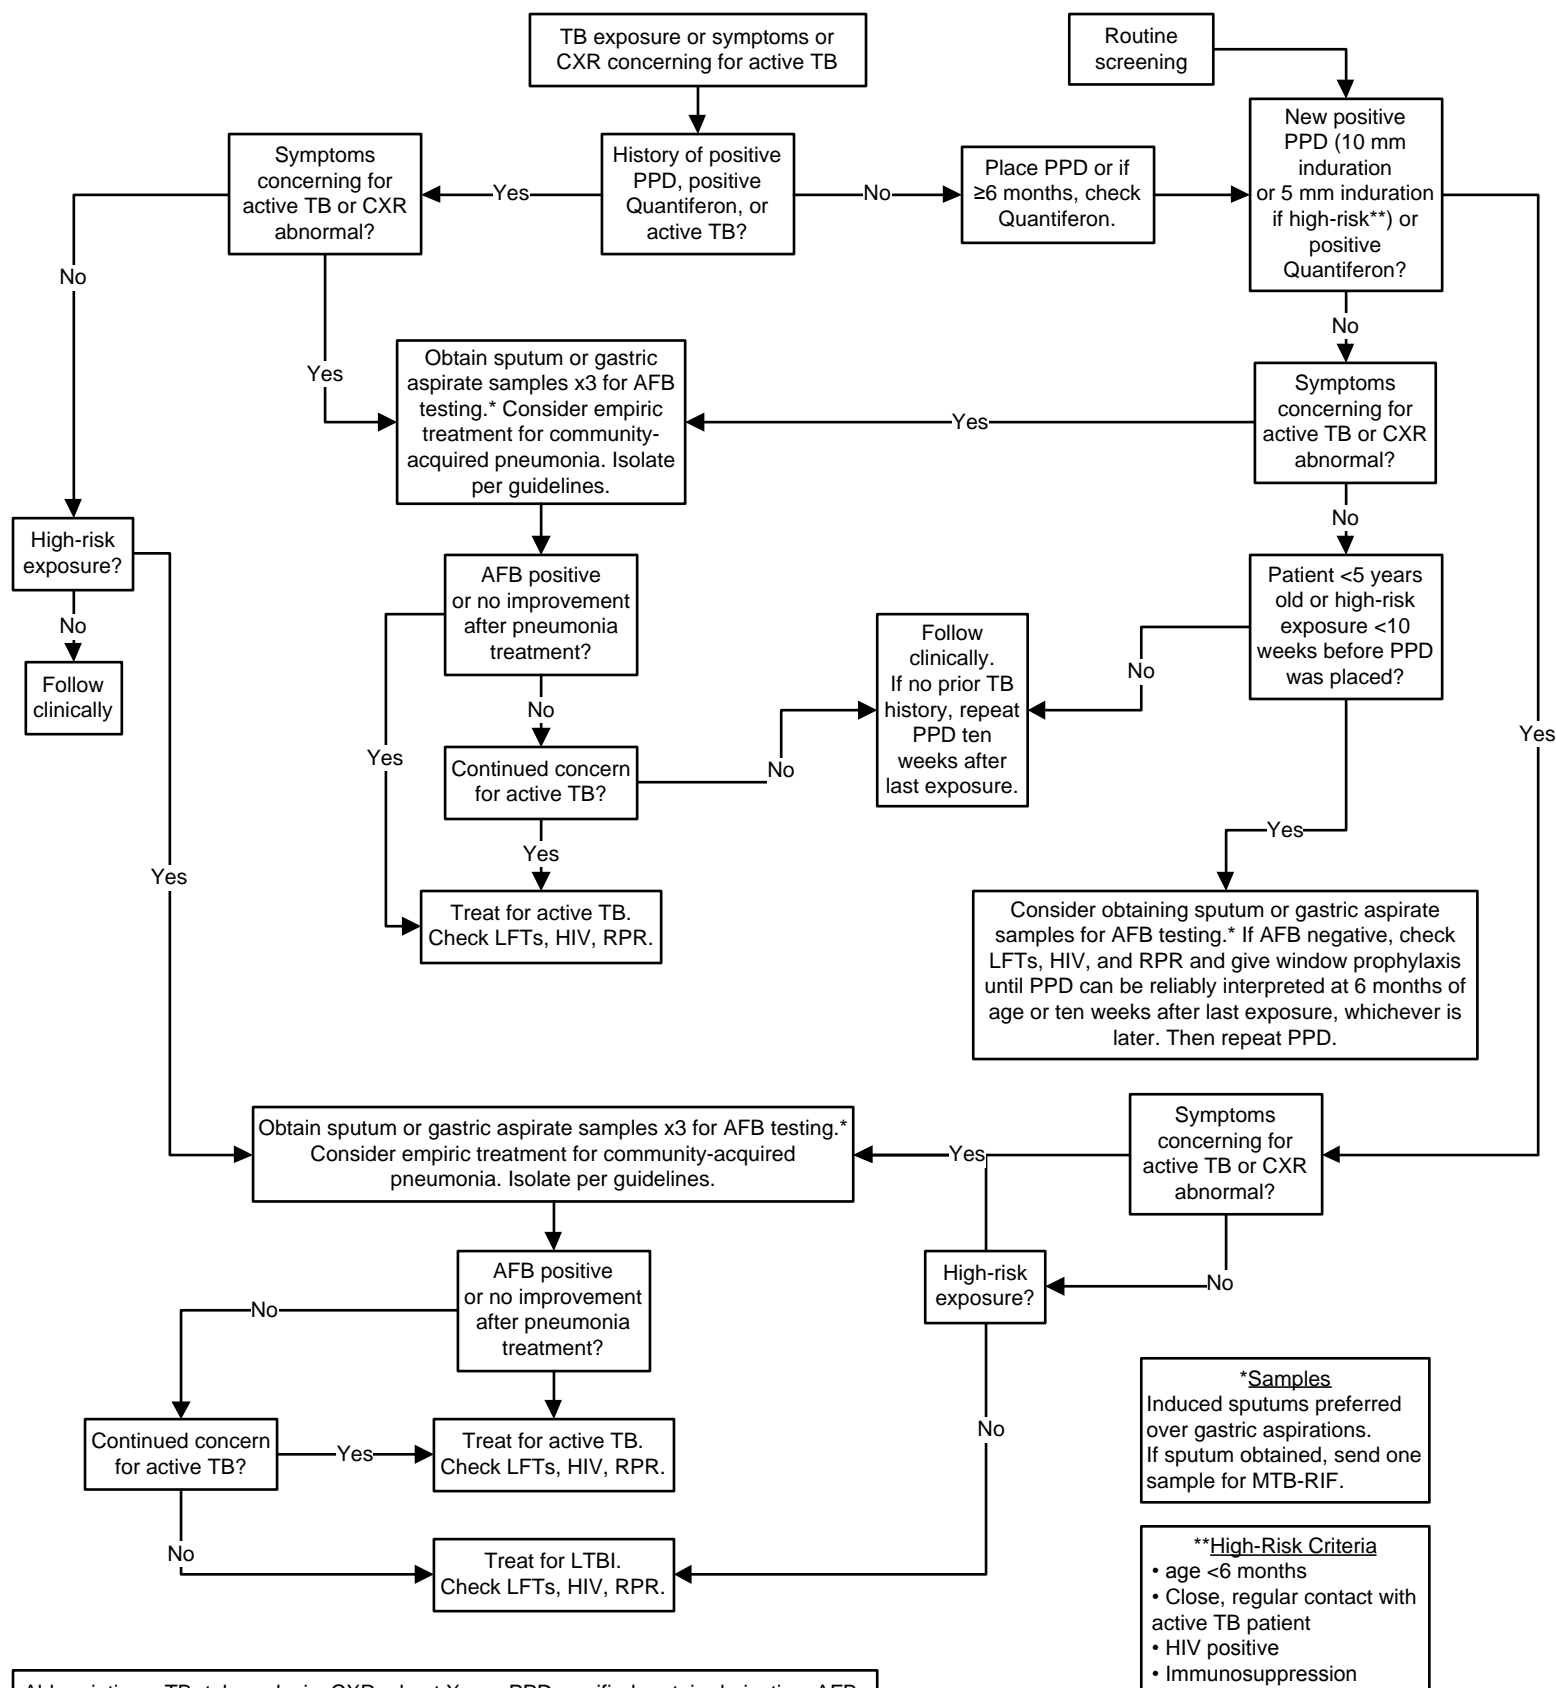 TB exposure or symptoms or
CXR concerning for active TB
Routine
screening
New positive
PPD (10 mm
induration
or 5 mm induration
if high-risk**) or
positive
Quantiferon?
Symptoms
concerning for
active TB or CXR
abnormal?
Yes
History of positive
PPD, positive
Quantiferon, or
active TB?
No
Place PPD or if
≥6 months, check
Quantiferon.
No
No
Yes
Obtain sputum or gastric
aspirate samples x3 for AFB
testing.* Consider empiric
treatment for community-
acquired pneumonia. Isolate
per guidelines.
Yes
Symptoms
concerning for
active TB or CXR
abnormal?
No
High-risk
exposure?
No
Follow
clinically
AFB positive
or no improvement
after pneumonia
treatment?
No
Yes
Continued concern
for active TB?
No
Yes
Treat for active TB.
Check LFTs, HIV, RPR.
Follow
clinically.
If no prior TB
history, repeat
PPD ten
weeks after
last exposure.
No
Patient <5 years
old or high-risk
exposure <10
weeks before PPD
was placed?
Yes
Yes
Yes
Consider obtaining sputum or gastric aspirate
samples for AFB testing.* If AFB negative, check
LFTs, HIV, and RPR and give window prophylaxis
until PPD can be reliably interpreted at 6 months of
age or ten weeks after last exposure, whichever is
later. Then repeat PPD.
Obtain sputum or gastric aspirate samples x3 for AFB testing.*
Consider empiric treatment for community-acquired
pneumonia. Isolate per guidelines.
Yes
Symptoms
concerning for
active TB or CXR
abnormal?
No
High-risk
exposure?
No
AFB positive
or no improvement
after pneumonia
treatment?
No
Continued concern
for active TB?
Yes
Treat for active TB.
Check LFTs, HIV, RPR.
No
Treat for LTBI.
Check LFTs, HIV, RPR.
*Samples
Induced sputums preferred
over gastric aspirations.
If sputum obtained, send one
sample for MTB-RIF.
**High-Risk Criteria
• age <6 months
• Close, regular contact with
active TB patient
• HIV positive
• Immunosuppression